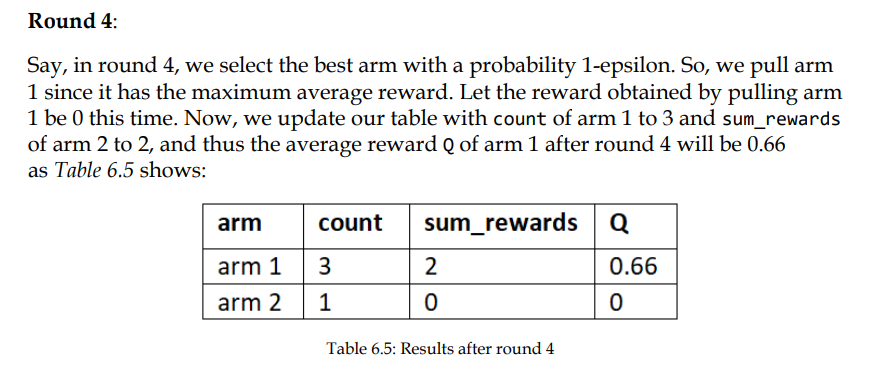 Round 4:
Say, in round 4, we select the best arm with a probability 1-epsilon. So, we pull arm
1 since it has the maximum average reward. Let the reward obtained by pulling arm
1 be 0 this time. Now, we update our table with count of arm 1 to 3 and sum_rewards
of arm 2 to 2, and thus the average reward Q of arm 1 after round 4 will be 0.66
as Table 6.5 shows:
arm count sum_rewards Q
arm 1 3 2 0.66
arm 2 1 0 0
Table 6.5: Results after round 4